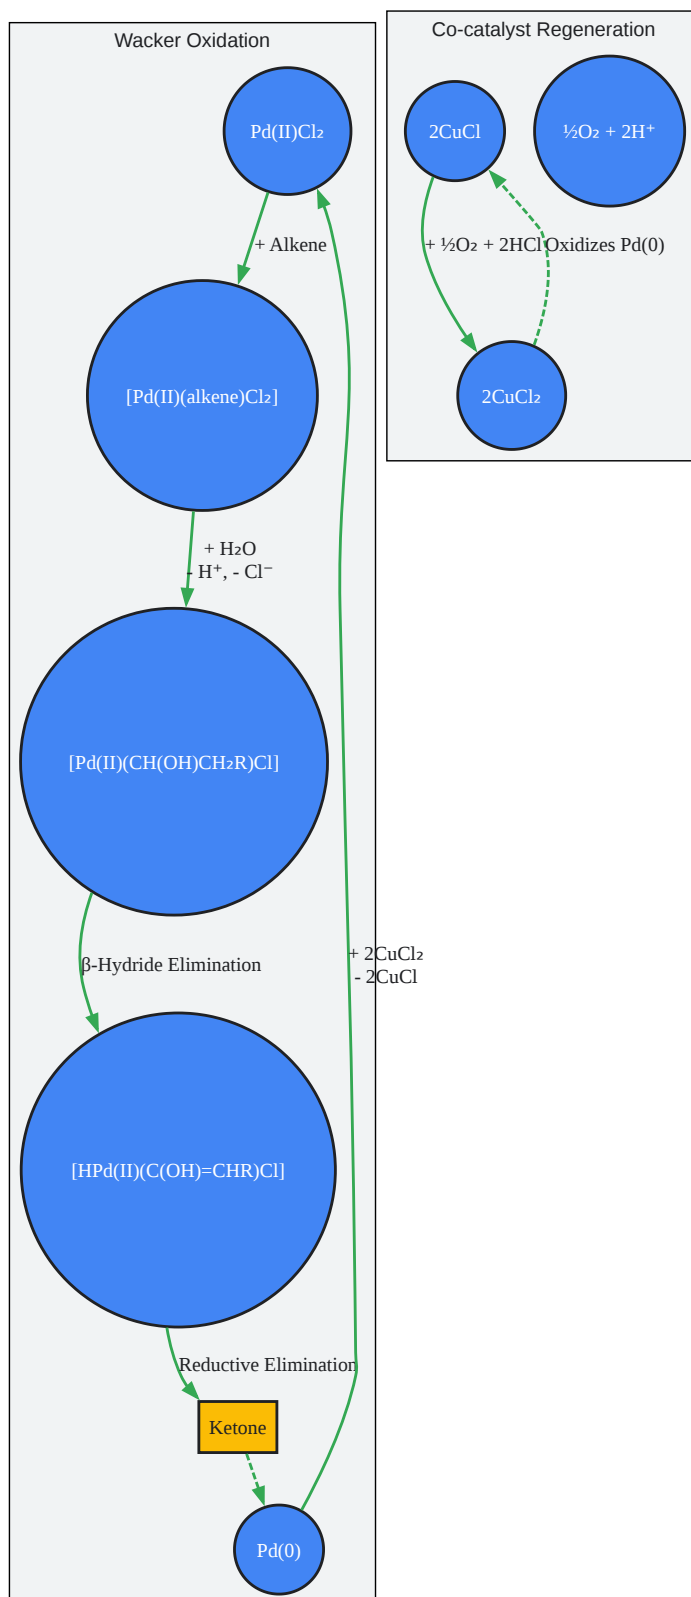 Wacker Oxidation
Pd(II)Cl₂
+ Alkene
[Pd(II)(alkene)Cl₂]
+ H₂O
- H⁺, - Cl⁻
[Pd(II)(CH(OH)CH₂R)Cl]
β-Hydride Elimination
+ 2CuCl₂
- 2CuCl
[HPd(II)(C(OH)=CHR)Cl]
Reductive Elimination
Ketone
Pd(0)
Co-catalyst Regeneration
2CuCl
½O₂ + 2H⁺
+ ½O₂ + 2HCl
Oxidizes Pd(0)
2CuCl₂